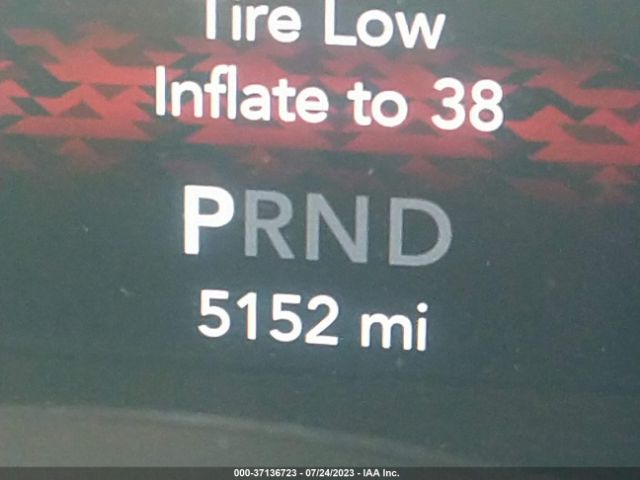 Tire Low
Inflate to 38
PRND
5152 mi
000-37136723 - 07/24/2023 - IAA Inc.